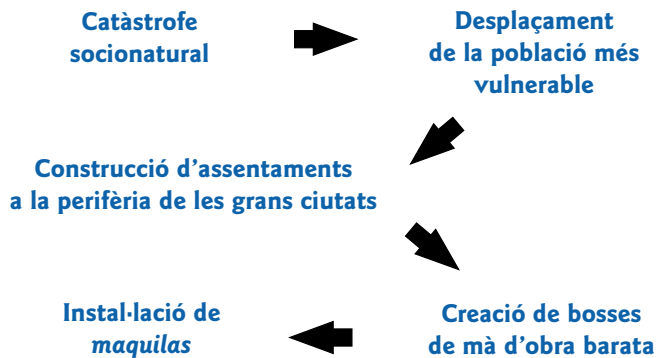 Catàstrofe
socionatural
Desplaçament
de la població més
vulnerable
Construcció d'assentaments
a la perifèria de les grans ciutats
Creació de bosses
de mà d'obra barata
Instal·lació de
maquilas